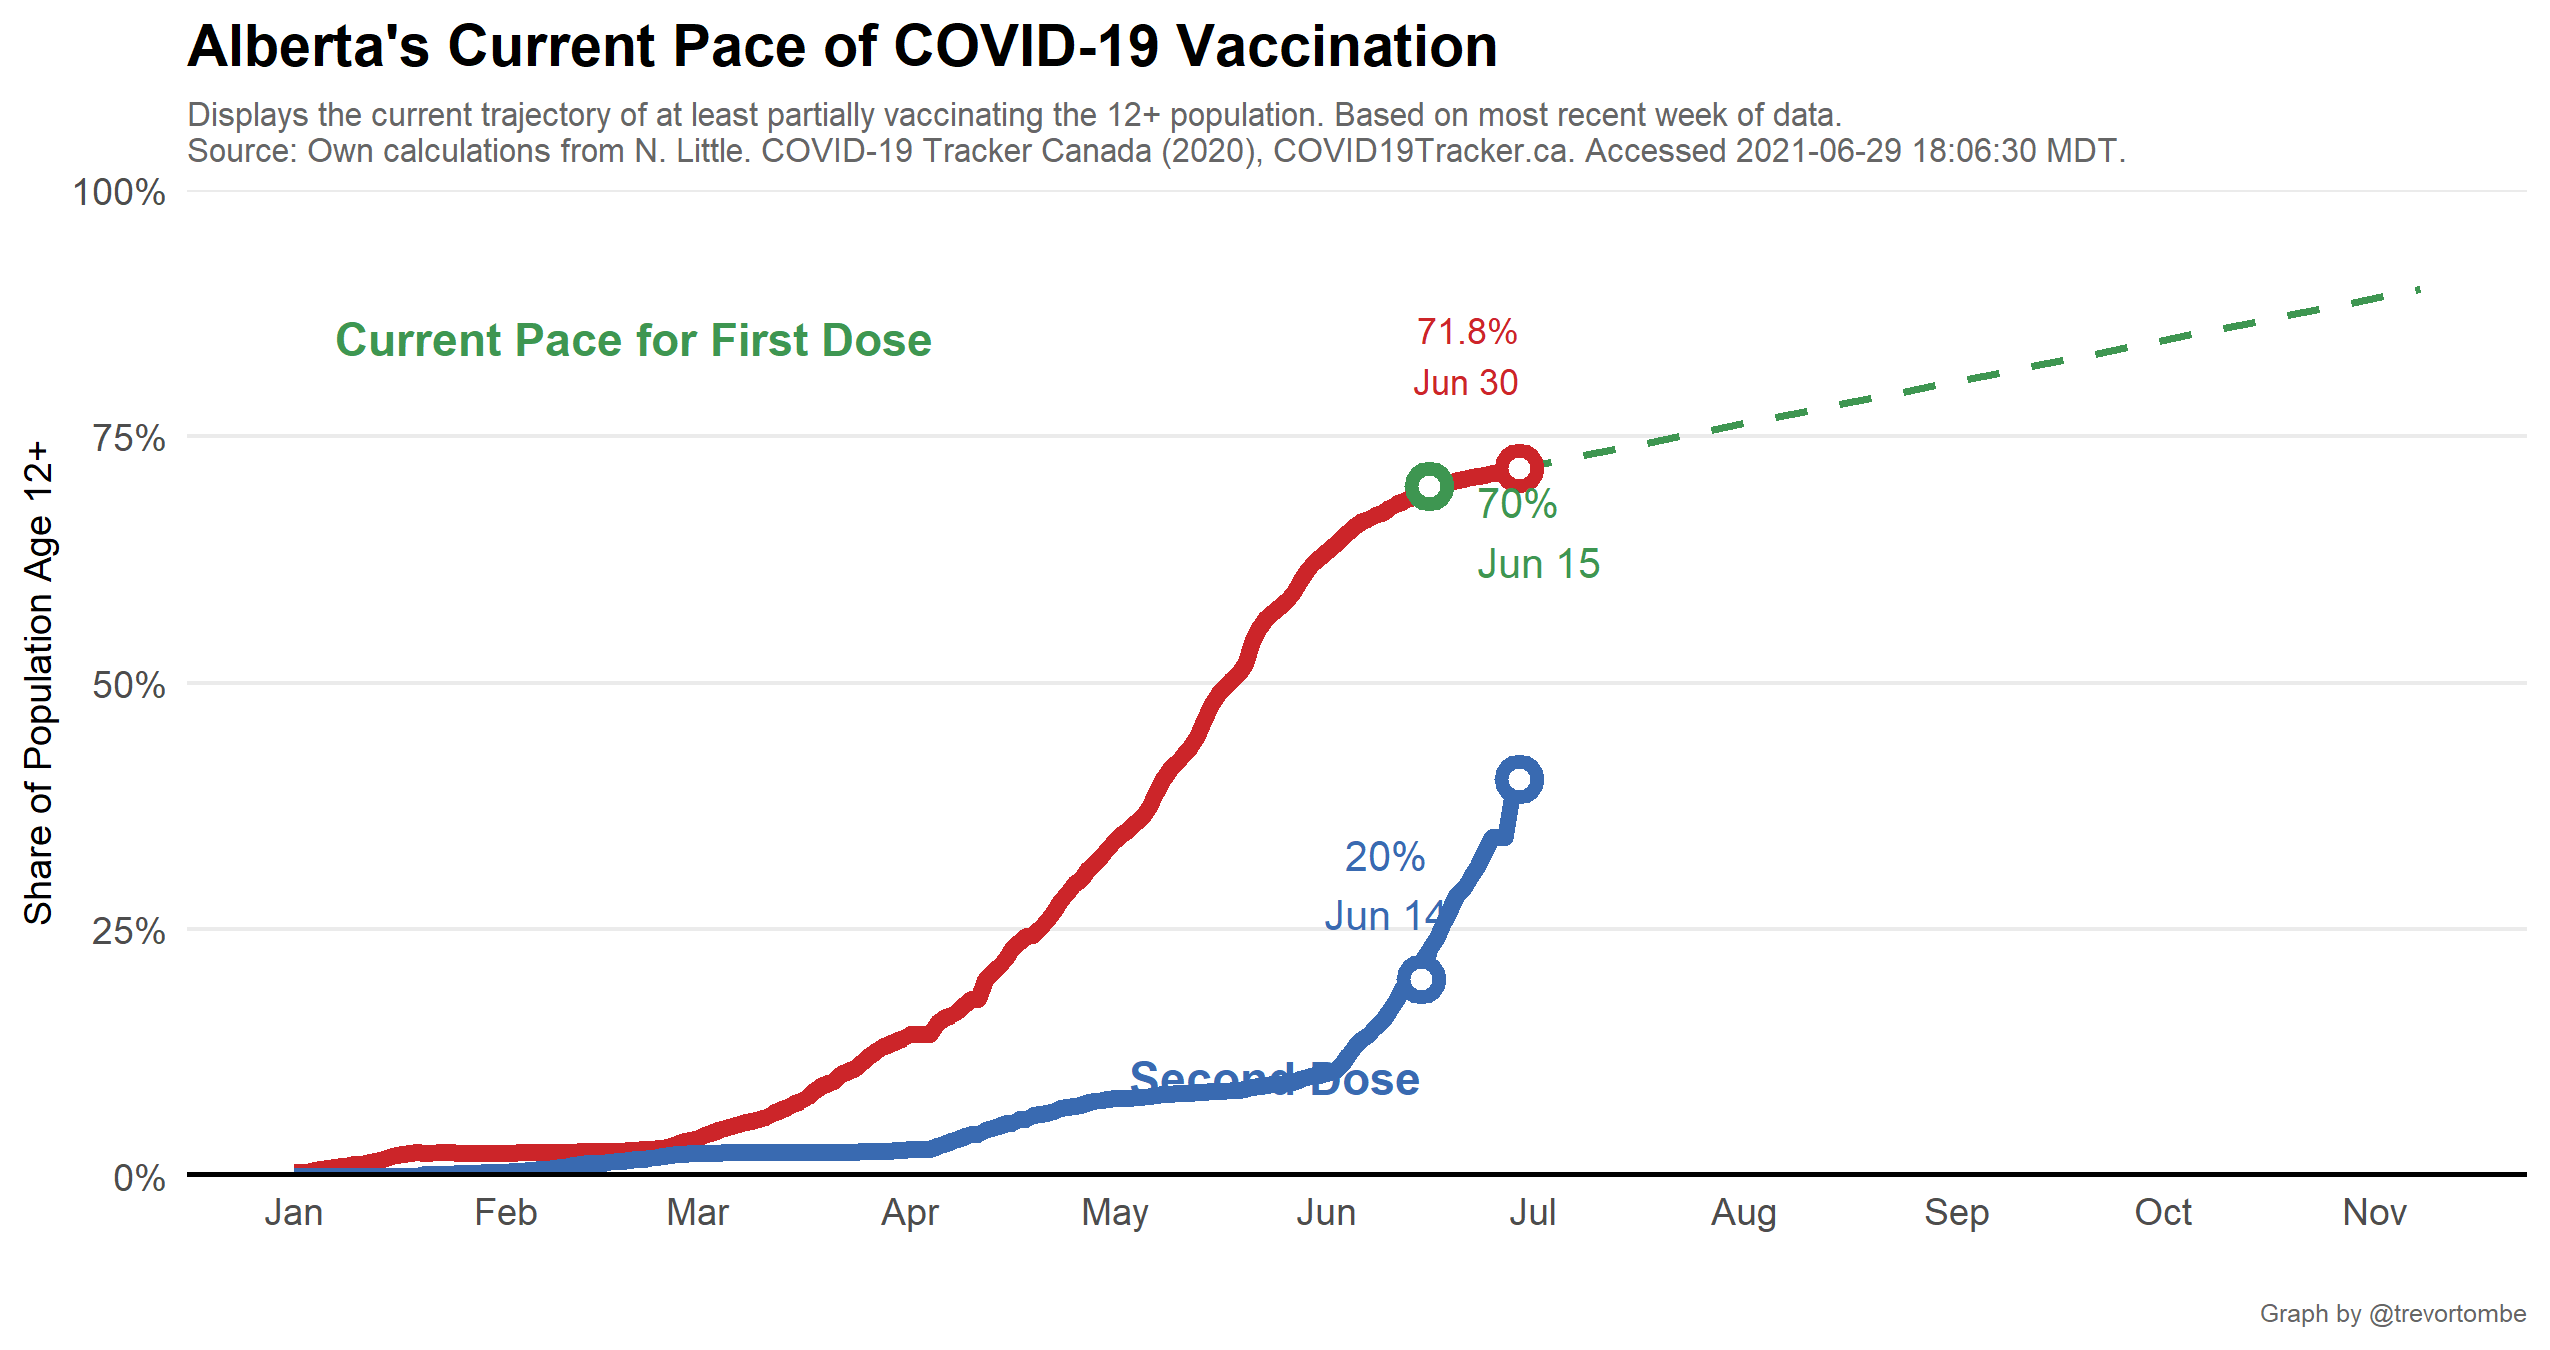 Alberta's Current Pace of COVID-19 Vaccination
Displays the current trajectory of at least partially vaccinating the 12+ population. Based on most recent week of data.
Source: Own calculations from N. Little. COVID-19 Tracker Canada (2020), COVID19Tracker.ca. Accessed 2021-06-29 18:06:30 MDT.
100%
75%
50%
25%
0%
Share of Population Age 12+
Current Pace for First Dose
71.8%
Jun 30
70%
Jun 15
20%
Jun 14
Second Dose
Jan Feb Mar Apr May Jun Jul Aug Sep Oct Nov
Graph by @trevortombe